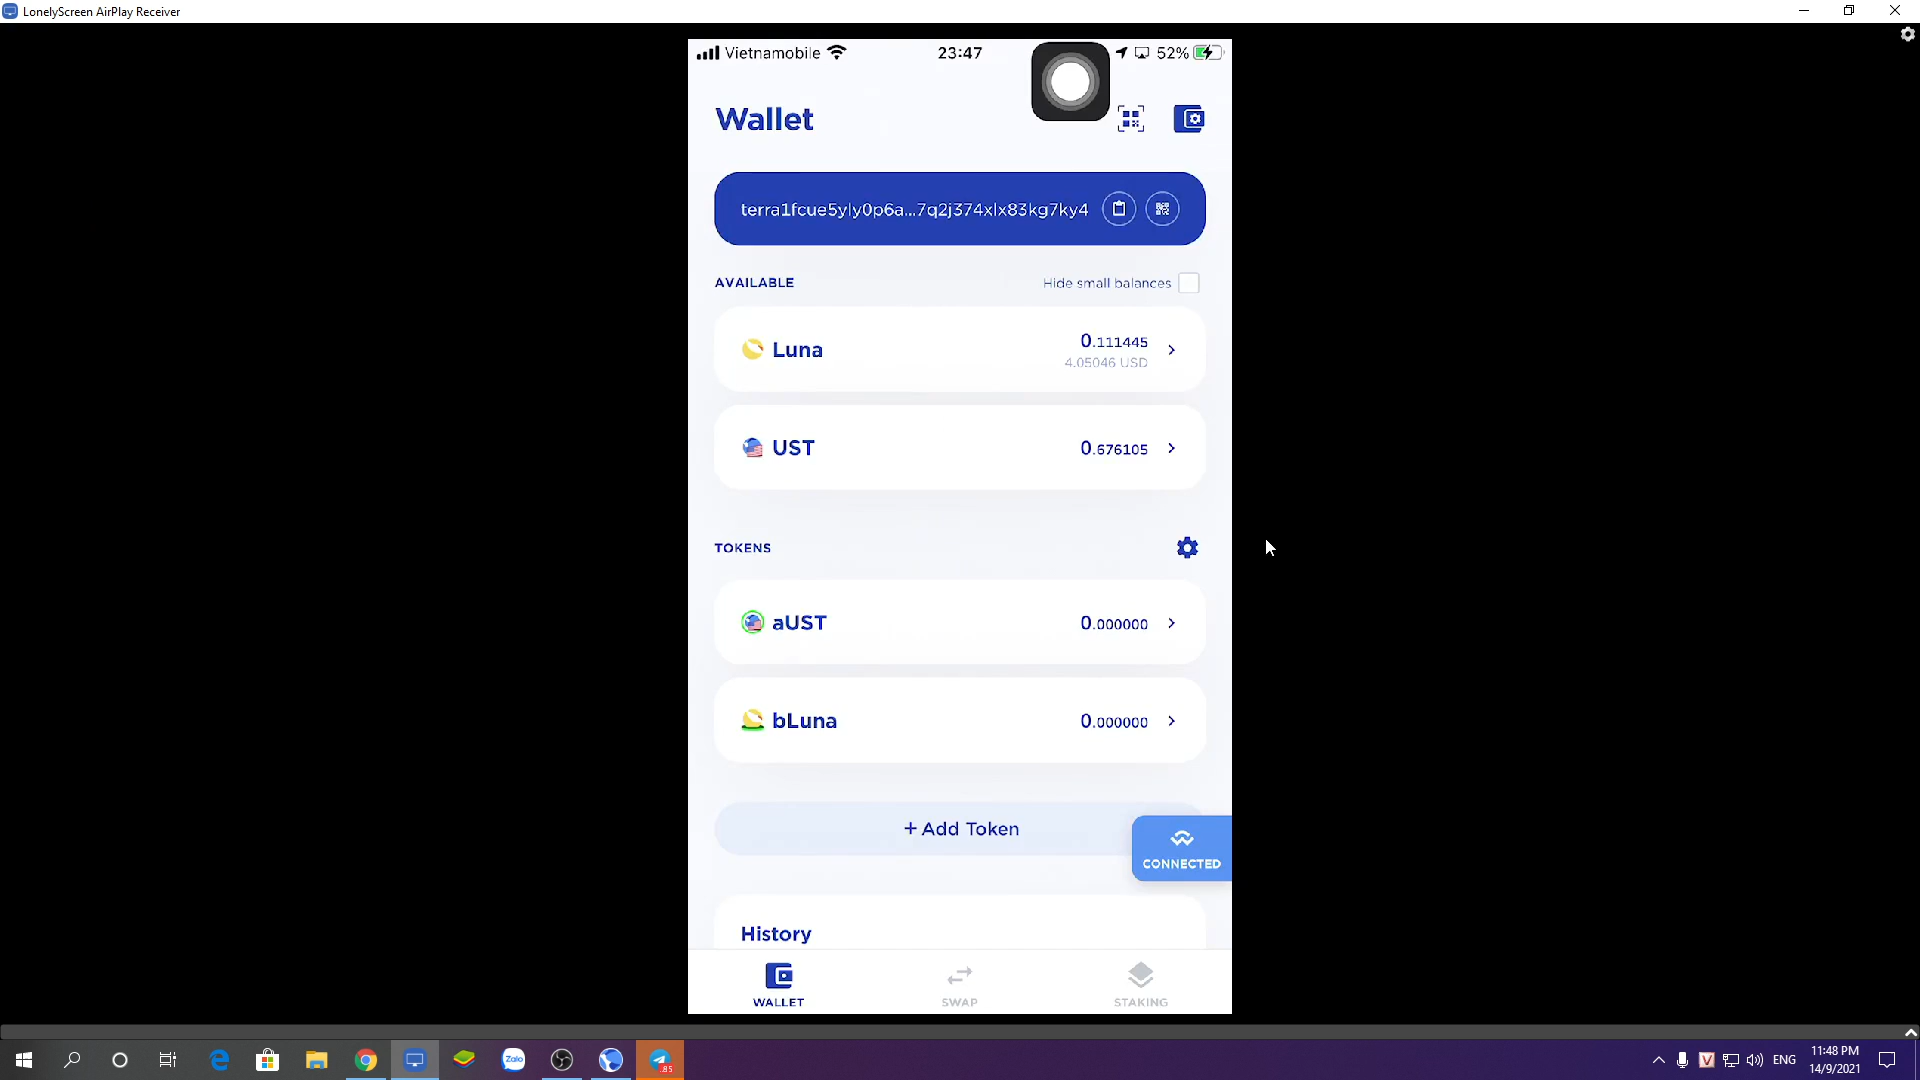 LonelyScreen AirPlay Receiver
Vietnamobile 23:47 52%
Wallet
terra1fcue5yly0p6a...7q2j374xlx83kg7ky4
AVAILABLE Hide small balances
Luna 0.111445
4.05046 USD
UST 0.676105
TOKENS
aUST 0.000000
bLuna 0.000000
+ Add Token
CONNECTED
History
WALLET SWAP STAKING
Zalo 85 V ENG 11:48 PM
14/9/2021